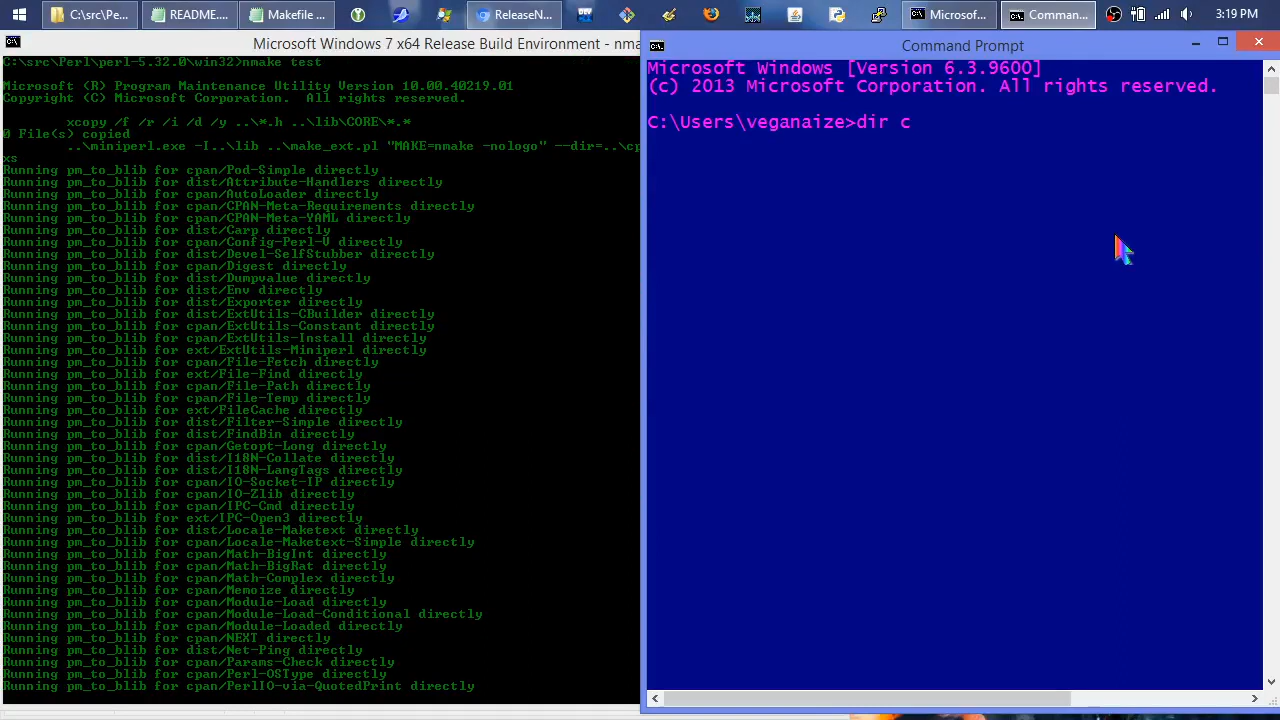 C:\src\Pe...
README....
Makefile ...
ReleaseN...
Microsof...
Comman...
3:19 PM
Microsoft Windows 7 x64 Release Build Environment - nma
C:\src\Perl\perl-5.32.0\win32>nmake test
Microsoft (R) Program Maintenance Utility Version 10.00.40219.01
Copyright (C) Microsoft Corporation.  All rights reserved.
xcopy /f /r /i /d /y ..\*.h ..\lib\CORE\*.*
0 File(s) copied
..\miniperl.exe -I..\lib ..\make_ext.pl "MAKE=nmake -nologo" --dir=..\cp
xs
Running pm_to_blib for cpan/Pod-Simple directly
Running pm_to_blib for dist/Attribute-Handlers directly
Running pm_to_blib for cpan/AutoLoader directly
Running pm_to_blib for cpan/CPAN-Meta-Requirements directly
Running pm_to_blib for cpan/CPAN-Meta-YAML directly
Running pm_to_blib for dist/Carp directly
Running pm_to_blib for cpan/Config-Perl-V directly
Running pm_to_blib for dist/Devel-SelfStubber directly
Running pm_to_blib for cpan/Digest directly
Running pm_to_blib for dist/Dumpvalue directly
Running pm_to_blib for dist/Env directly
Running pm_to_blib for dist/Exporter directly
Running pm_to_blib for dist/ExtUtils-CBuilder directly
Running pm_to_blib for cpan/ExtUtils-Constant directly
Running pm_to_blib for cpan/ExtUtils-Install directly
Running pm_to_blib for ext/ExtUtils-Miniperl directly
Running pm_to_blib for cpan/File-Fetch directly
Running pm_to_blib for ext/File-Find directly
Running pm_to_blib for cpan/File-Path directly
Running pm_to_blib for cpan/File-Temp directly
Running pm_to_blib for ext/FileCache directly
Running pm_to_blib for dist/Filter-Simple directly
Running pm_to_blib for dist/FindBin directly
Running pm_to_blib for cpan/Getopt-Long directly
Running pm_to_blib for dist/I18N-Collate directly
Running pm_to_blib for dist/I18N-LangTags directly
Running pm_to_blib for cpan/IO-Socket-IP directly
Running pm_to_blib for cpan/IO-Zlib directly
Running pm_to_blib for cpan/IPC-Cmd directly
Running pm_to_blib for ext/IPC-Open3 directly
Running pm_to_blib for dist/Locale-Maketext directly
Running pm_to_blib for cpan/Locale-Maketext-Simple directly
Running pm_to_blib for cpan/Math-BigInt directly
Running pm_to_blib for cpan/Math-BigRat directly
Running pm_to_blib for cpan/Math-Complex directly
Running pm_to_blib for cpan/Memoize directly
Running pm_to_blib for cpan/Module-Load directly
Running pm_to_blib for cpan/Module-Load-Conditional directly
Running pm_to_blib for cpan/Module-Loaded directly
Running pm_to_blib for cpan/NEXT directly
Running pm_to_blib for dist/Net-Ping directly
Running pm_to_blib for cpan/Params-Check directly
Running pm_to_blib for cpan/Perl-OSType directly
Running pm_to_blib for cpan/PerlIO-via-QuotedPrint directly
Command Prompt
Microsoft Windows [Version 6.3.9600]
(c) 2013 Microsoft Corporation. All rights reserved.
C:\Users\veganaize>dir c